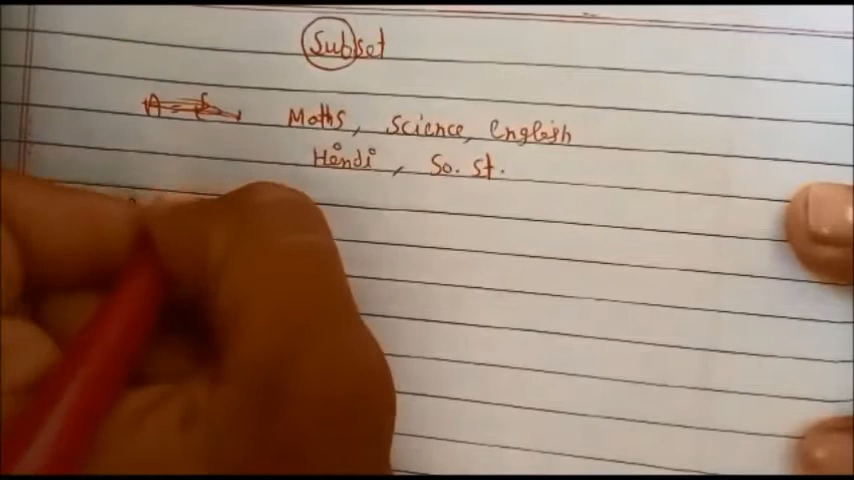 Subset
Maths, Science, English
Hindi, So. St.